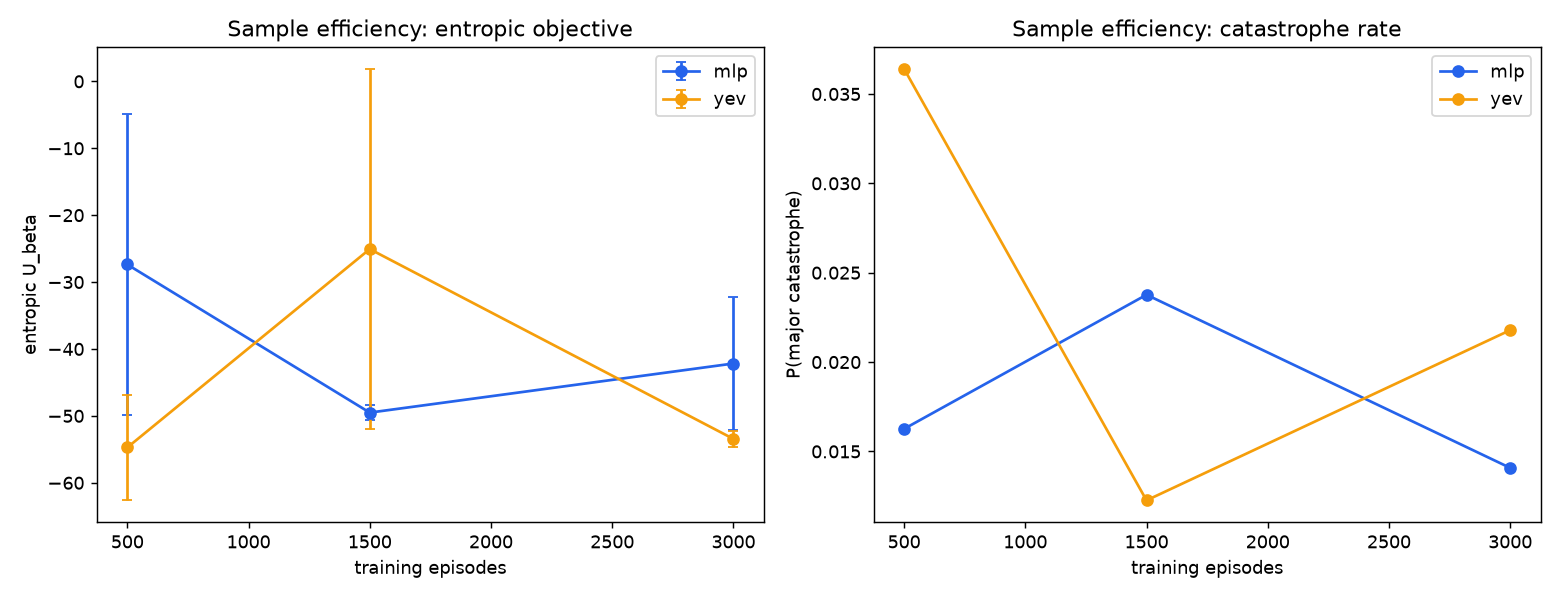 Sample efficiency: entropic objective
mlp
yev
0
−10
−20
−30
−40
−50
−60
entropic U_beta
500
1000
1500
2000
2500
3000
training episodes
Sample efficiency: catastrophe rate
mlp
yev
0.035
0.030
0.025
0.020
0.015
P(major catastrophe)
500
1000
1500
2000
2500
3000
training episodes